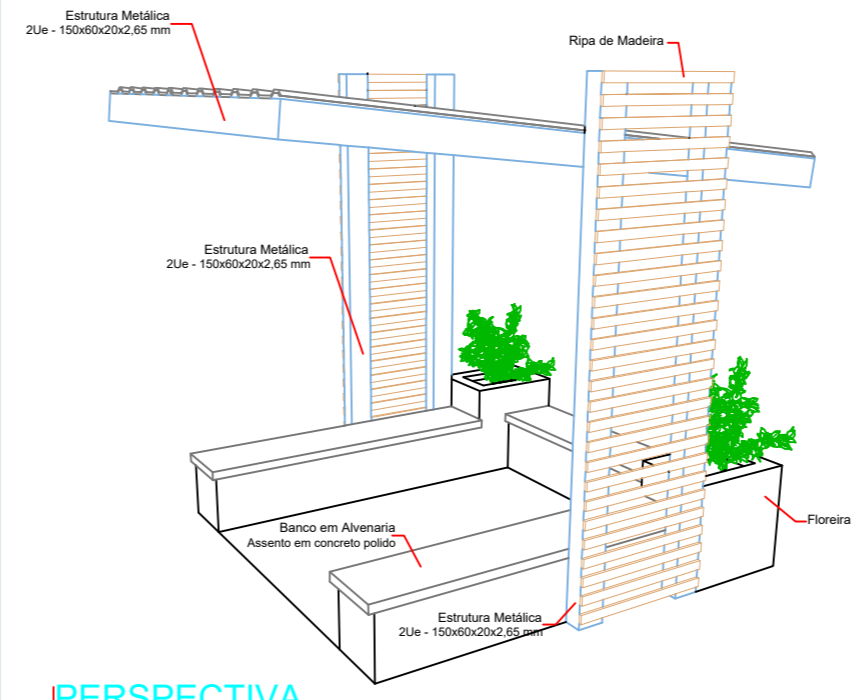 Estrutura Metálica
2Ue - 150x60x20x2,65 mm
Ripa de Madeira
Estrutura Metálica
2Ue - 150x60x20x2,65 mm
Floreira
Banco em Alvenaria
Assento em concreto polido
Estrutura Metálica
2Ue - 150x60x20x2,65 mm
PERSPECTIVA